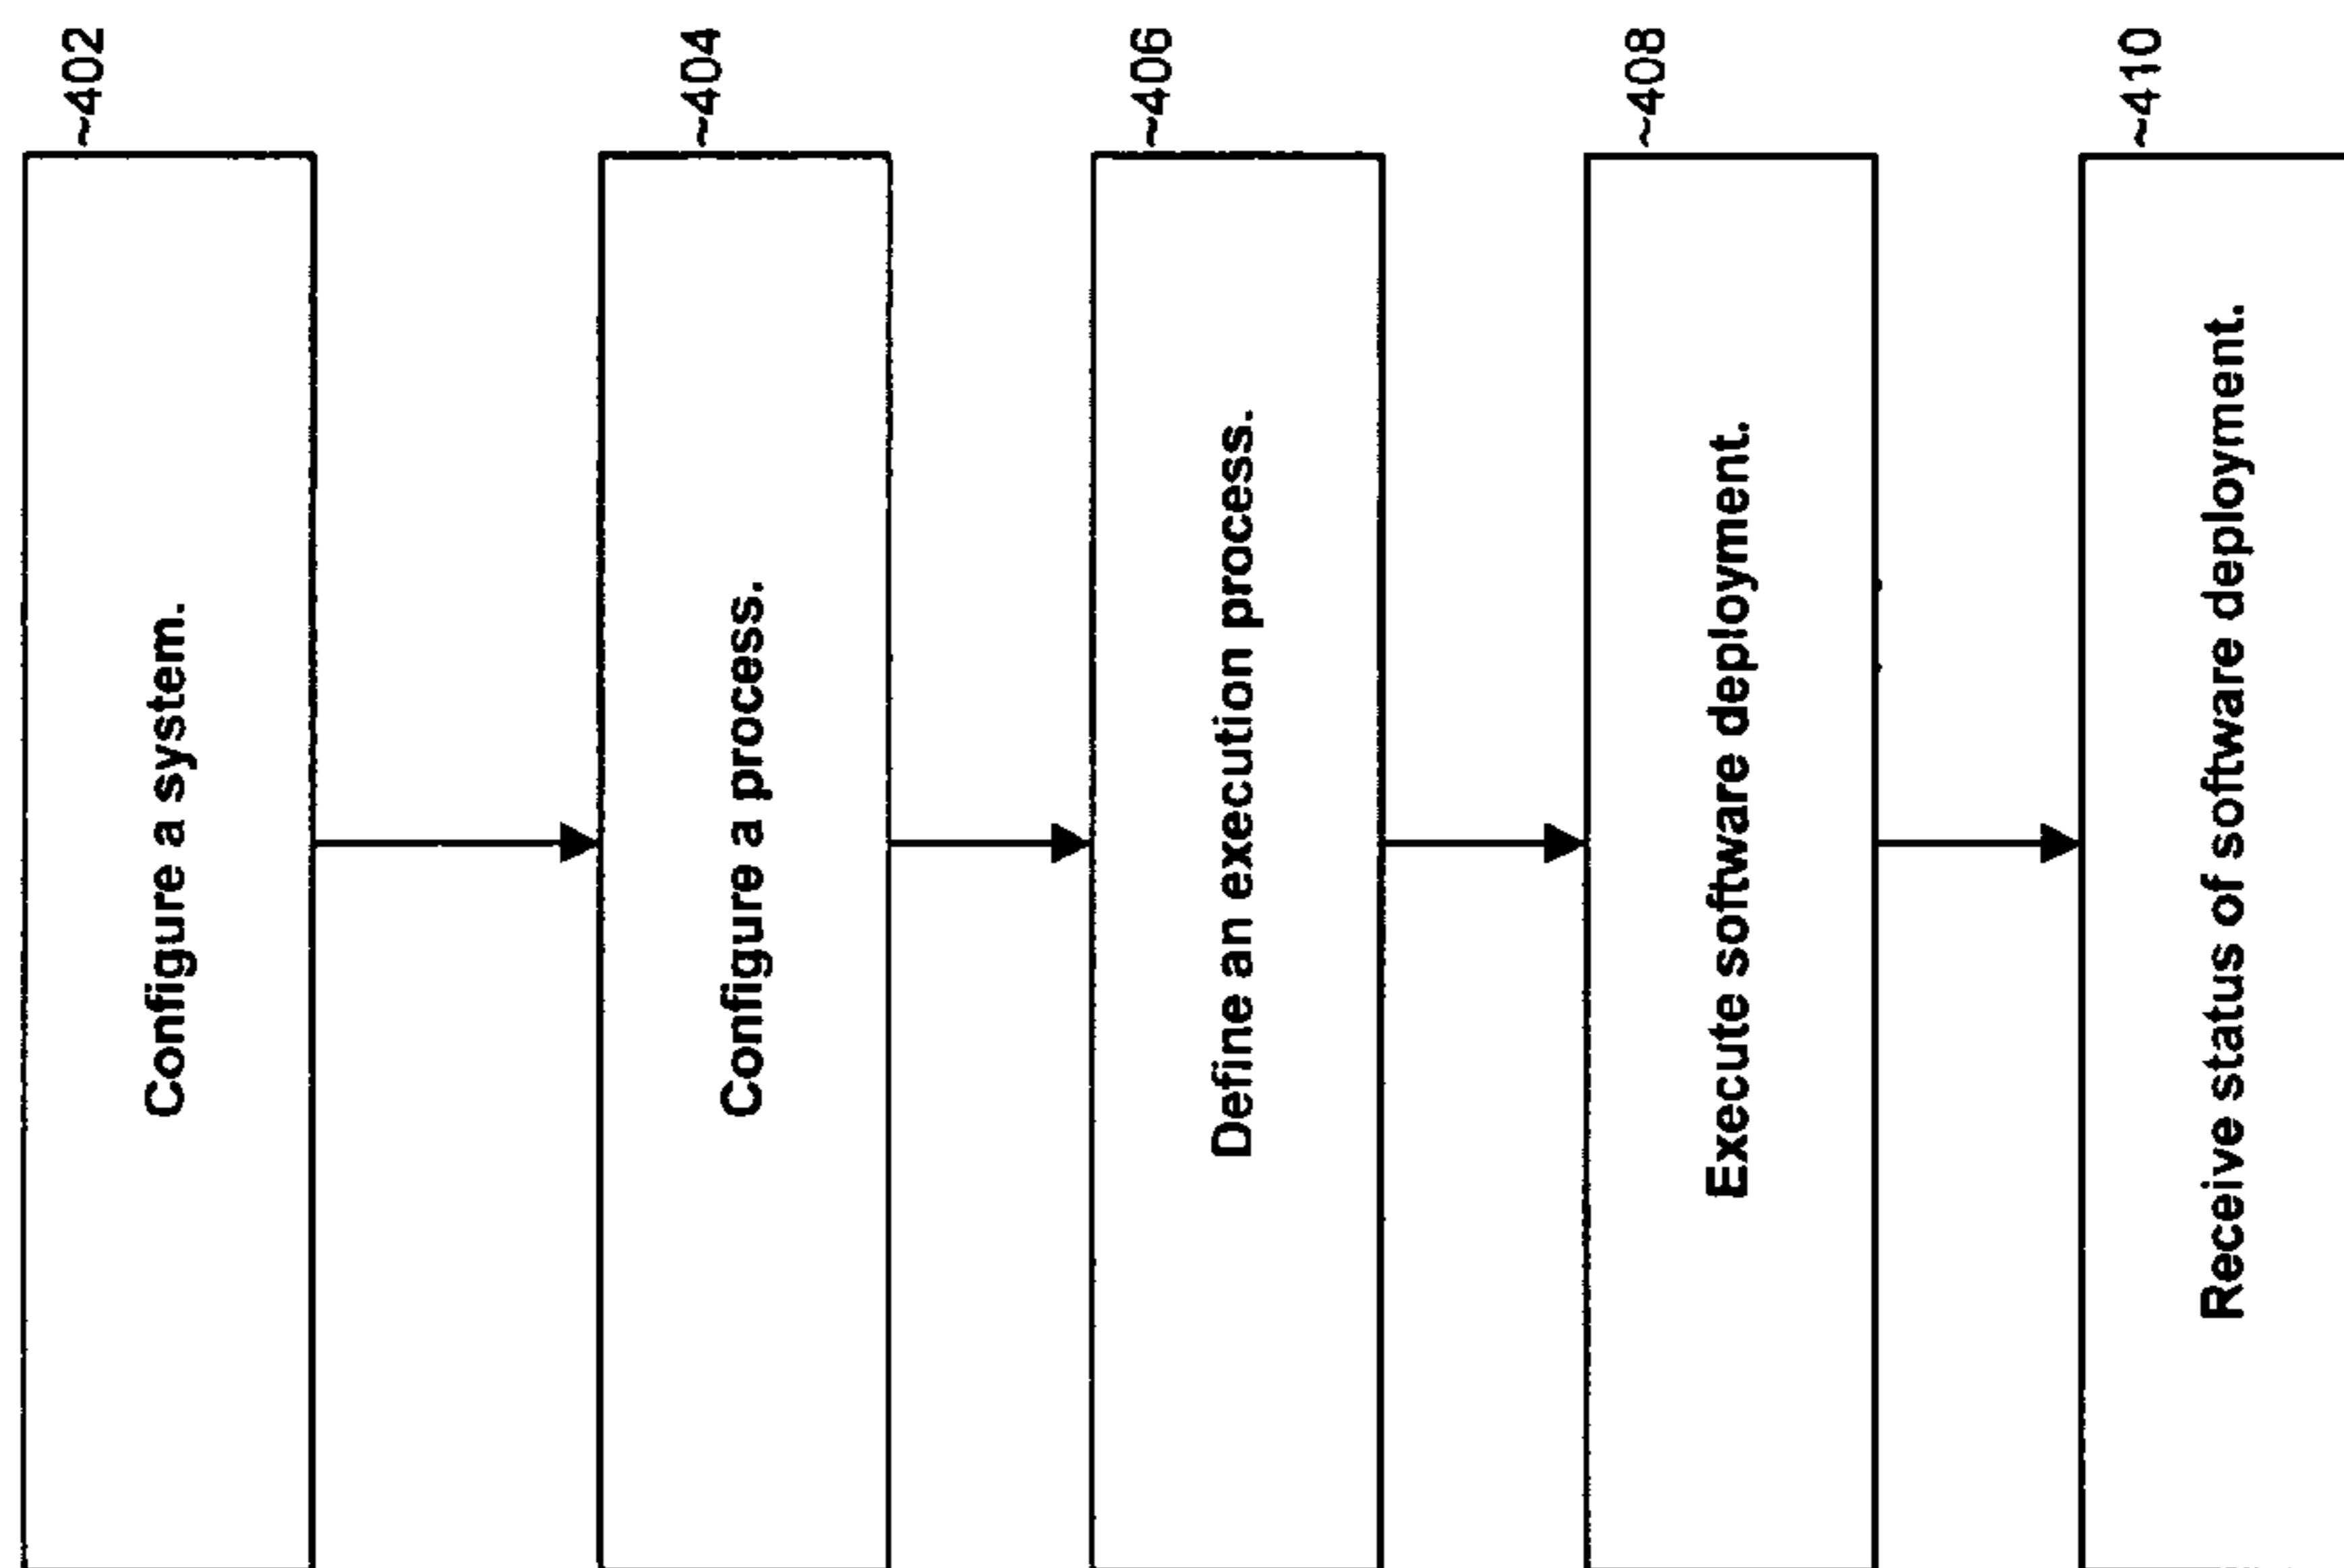 ~402
Configure a system.
~404
Configure a process.
~406
Define an execution process.
~408
Execute software deployment.
~410
Receive status of software deployment.